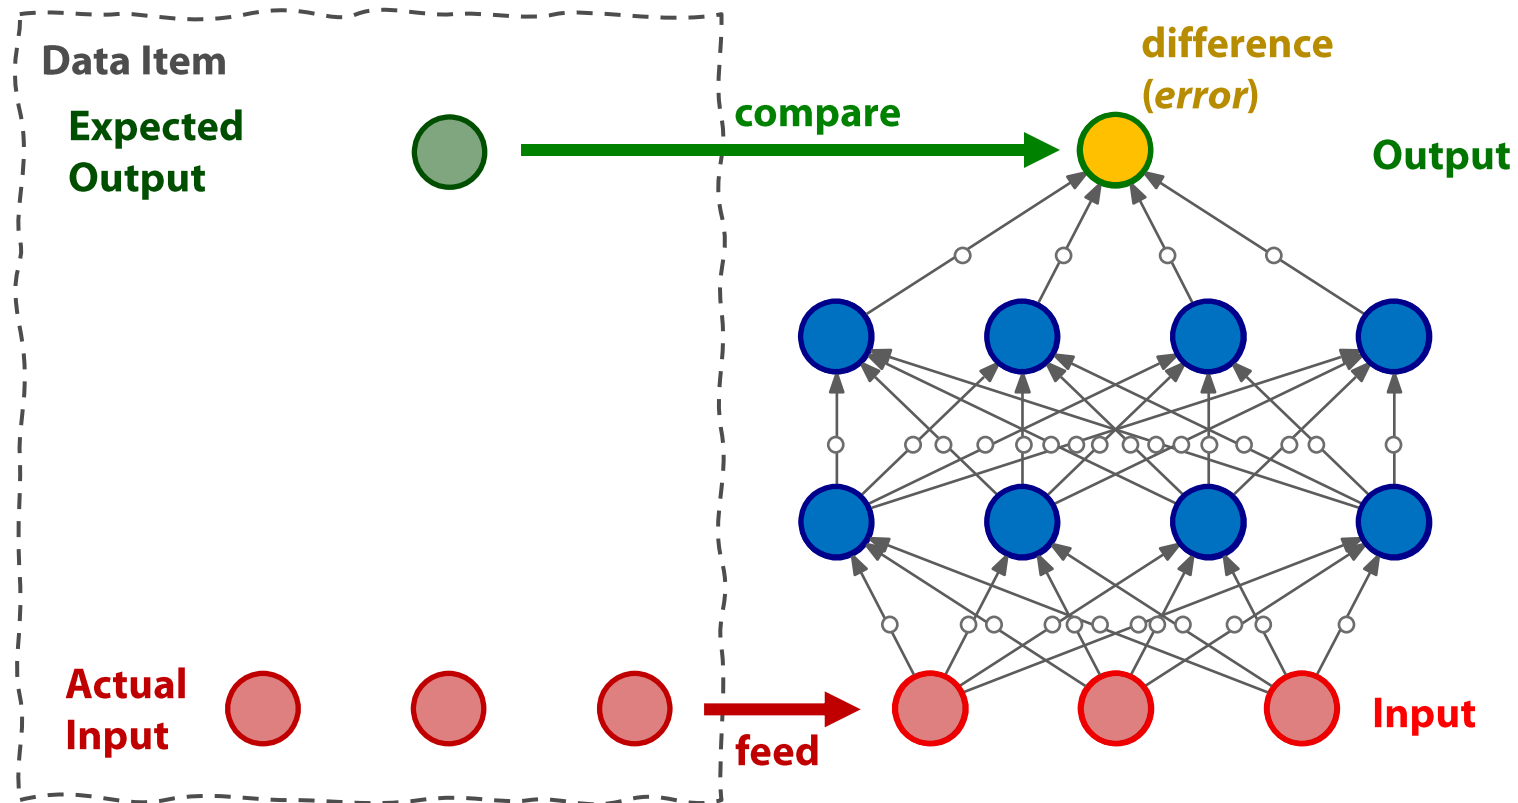 Data Item
Expected
Output
compare
difference
(error)
Output
Actual
Input
feed
Input